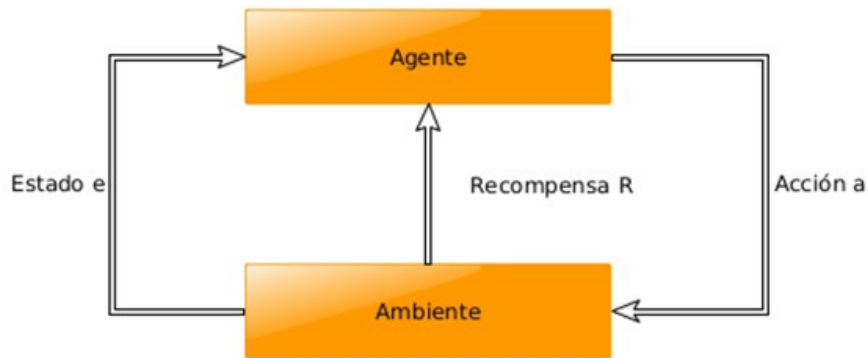 Agente
Estado e
Recompensa R
Acción a
Ambiente